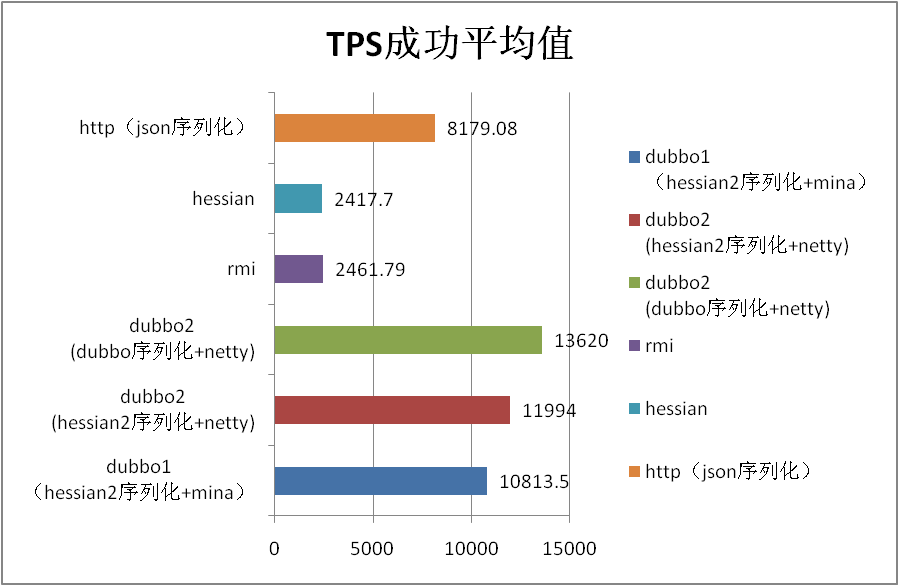 TPS成功平均值
http（json序列化）
8179.08
hessian
2417.7
rmi
2461.79
dubbo2
(dubbo序列化+netty)
13620
dubbo2
(hessian2序列化+netty)
11994
dubbo1
（hessian2序列化+mina）
10813.5
0 5000 10000 15000
dubbo1
（hessian2序列化+mina）
dubbo2
(hessian2序列化+netty)
dubbo2
(dubbo序列化+netty)
rmi
hessian
http（json序列化）